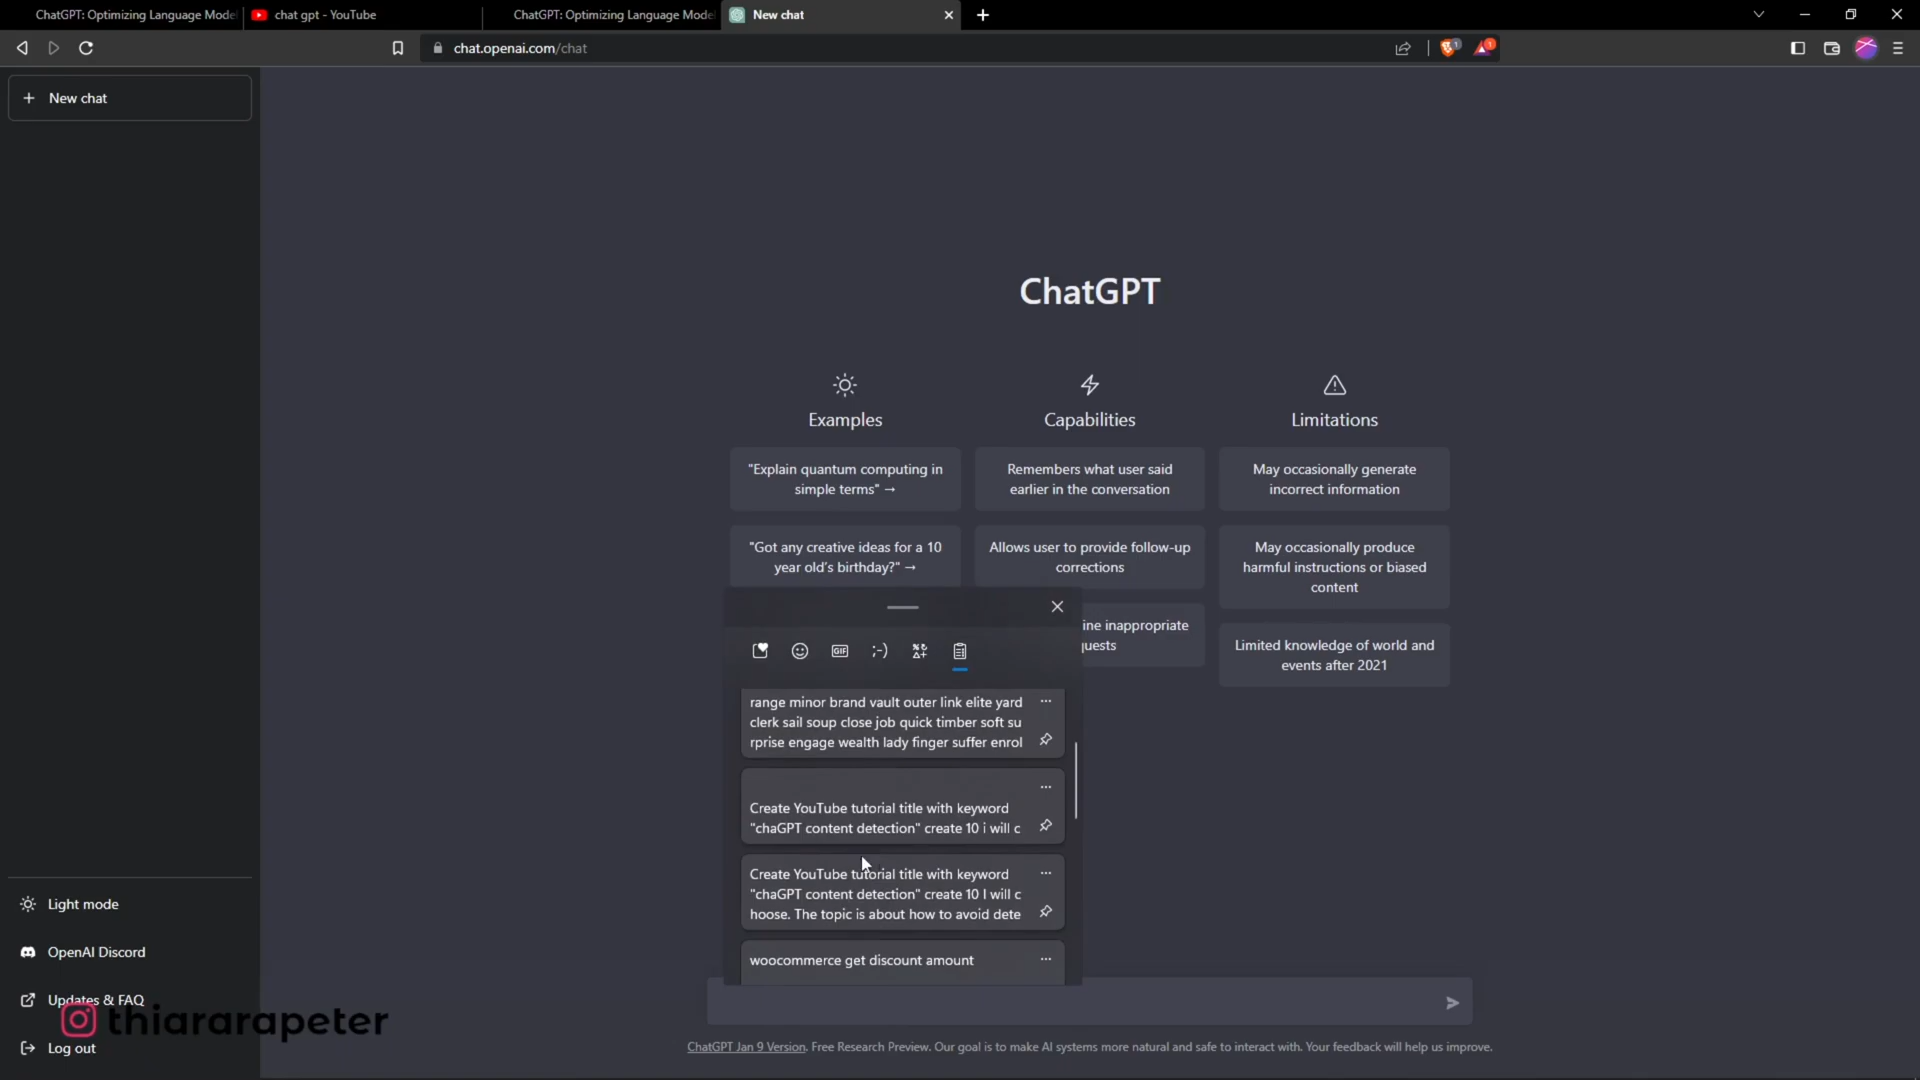 ChatGPT: Optimizing Language Model
chat gpt - YouTube
ChatGPT: Optimizing Language Model
New chat
chat.openai.com/chat
1
1
+ New chat
ChatGPT
Examples
Capabilities
Limitations
"Explain quantum computing in
simple terms" →
Remembers what user said
earlier in the conversation
May occasionally generate
incorrect information
"Got any creative ideas for a 10
year old's birthday?" →
Allows user to provide follow-up
corrections
May occasionally produce
harmful instructions or biased
content
ine inappropriate
quests
Limited knowledge of world and
events after 2021
GIF
;-)
range minor brand vault outer link elite yard
clerk sail soup close job quick timber soft su
rprise engage wealth lady finger suffer enrol
Create YouTube tutorial title with keyword
"chaGPT content detection" create 10 i will c
Create YouTube tutorial title with keyword
"chaGPT content detection" create 10 I will c
hoose. The topic is about how to avoid dete
woocommerce get discount amount
Light mode
OpenAI Discord
Updates & FAQ
thiararapeter
Log out
ChatGPT Jan 9 Version. Free Research Preview. Our goal is to make AI systems more natural and safe to interact with. Your feedback will help us improve.